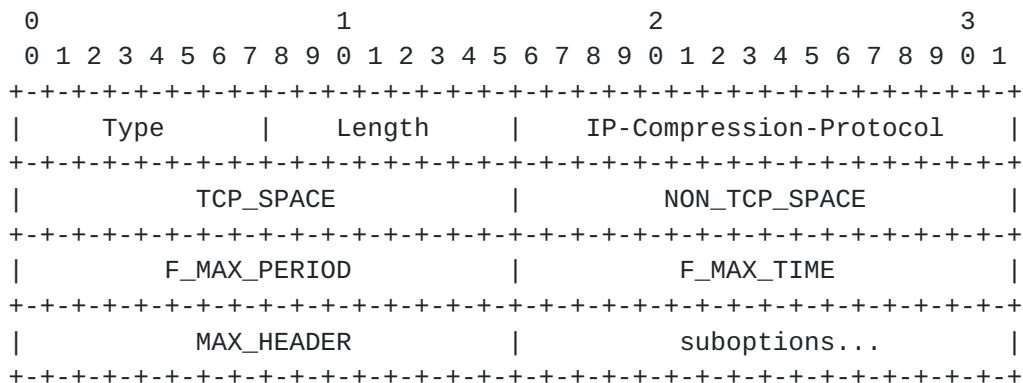 0                   1                   2                   3
 0 1 2 3 4 5 6 7 8 9 0 1 2 3 4 5 6 7 8 9 0 1 2 3 4 5 6 7 8 9 0 1
+-+-+-+-+-+-+-+-+-+-+-+-+-+-+-+-+-+-+-+-+-+-+-+-+-+-+-+-+-+-+-+-+
|     Type      |    Length     |    IP-Compression-Protocol    |
+-+-+-+-+-+-+-+-+-+-+-+-+-+-+-+-+-+-+-+-+-+-+-+-+-+-+-+-+-+-+-+-+
|           TCP_SPACE           |         NON_TCP_SPACE         |
+-+-+-+-+-+-+-+-+-+-+-+-+-+-+-+-+-+-+-+-+-+-+-+-+-+-+-+-+-+-+-+-+
|         F_MAX_PERIOD          |          F_MAX_TIME           |
+-+-+-+-+-+-+-+-+-+-+-+-+-+-+-+-+-+-+-+-+-+-+-+-+-+-+-+-+-+-+-+-+
|           MAX_HEADER          |          suboptions...        |
+-+-+-+-+-+-+-+-+-+-+-+-+-+-+-+-+-+-+-+-+-+-+-+-+-+-+-+-+-+-+-+-+